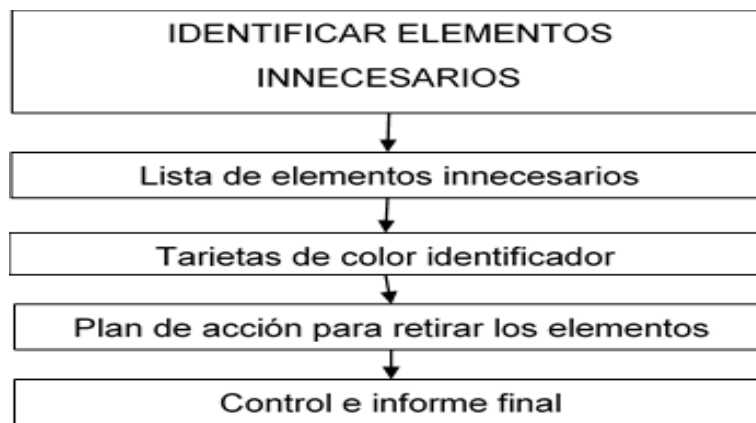 IDENTIFICAR ELEMENTOS
INNECESARIOS
Lista de elementos innecesarios
Tarietas de color identificador
Plan de acción para retirar los elementos
Control e informe final